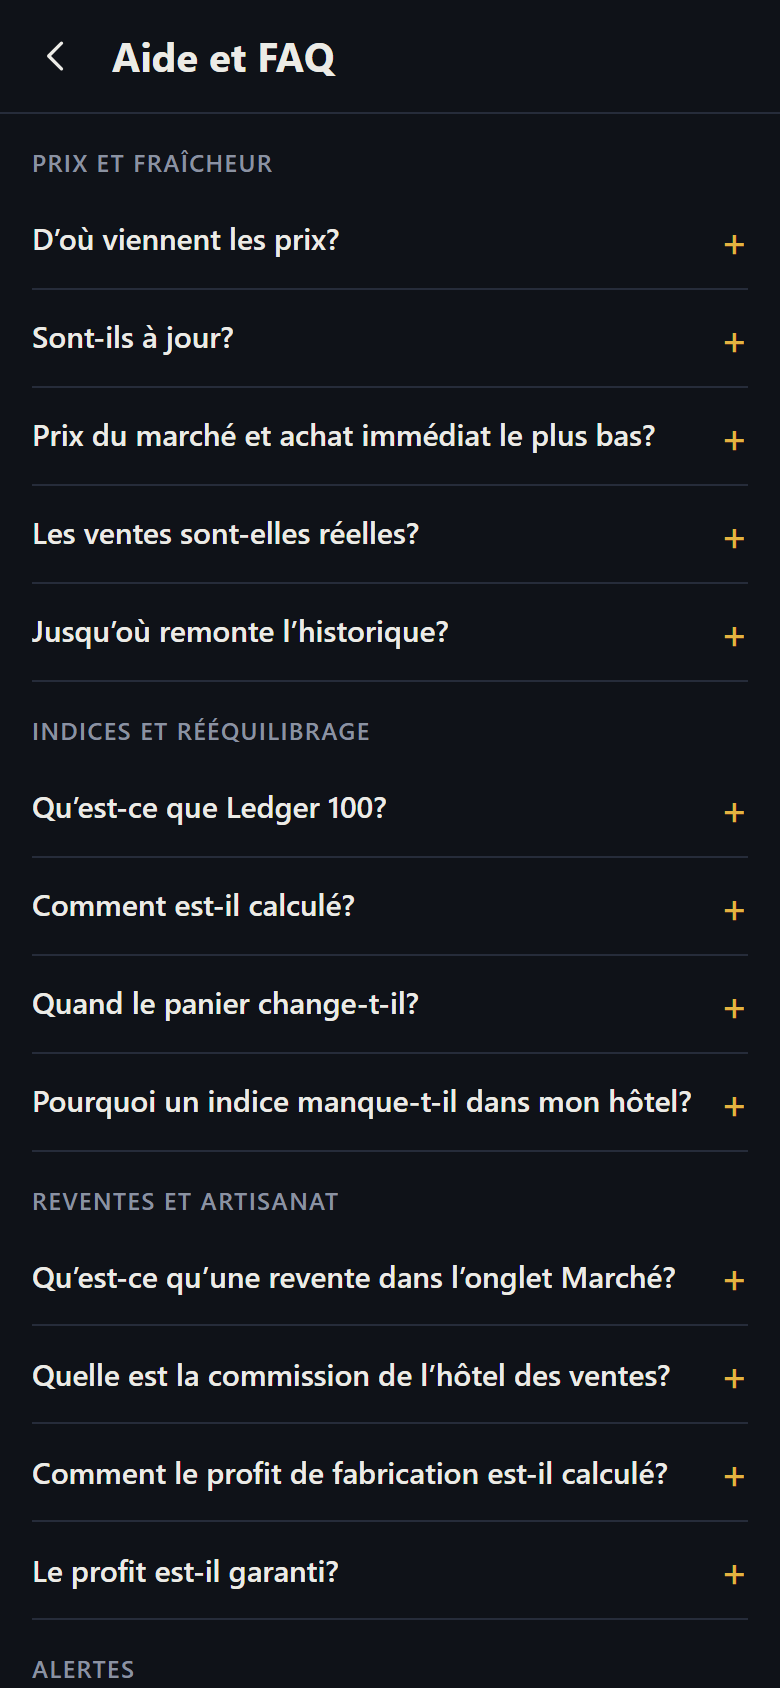 Aide et FAQ
PRIX ET FRAÎCHEUR
D’où viennent les prix?
+
Sont-ils à jour?
+
Prix du marché et achat immédiat le plus bas?
+
Les ventes sont-elles réelles?
+
Jusqu’où remonte l’historique?
+
INDICES ET RÉÉQUILIBRAGE
Qu’est-ce que Ledger 100?
+
Comment est-il calculé?
+
Quand le panier change-t-il?
+
Pourquoi un indice manque-t-il dans mon hôtel?
+
REVENTES ET ARTISANAT
Qu’est-ce qu’une revente dans l’onglet Marché?
+
Quelle est la commission de l’hôtel des ventes?
+
Comment le profit de fabrication est-il calculé?
+
Le profit est-il garanti?
+
ALERTES